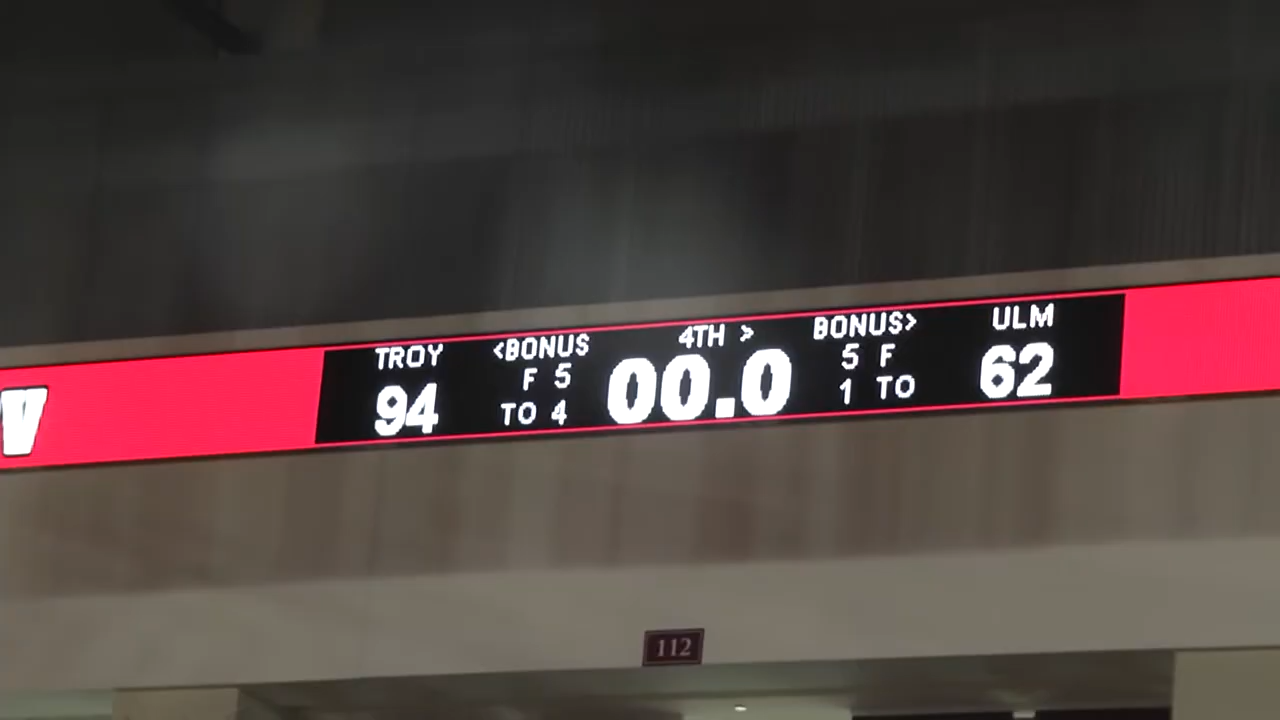 V
TROY <BONUS 4TH > BONUS> ULM
94 F 5 00.0 5 F 62
TO 4 1 TO
112